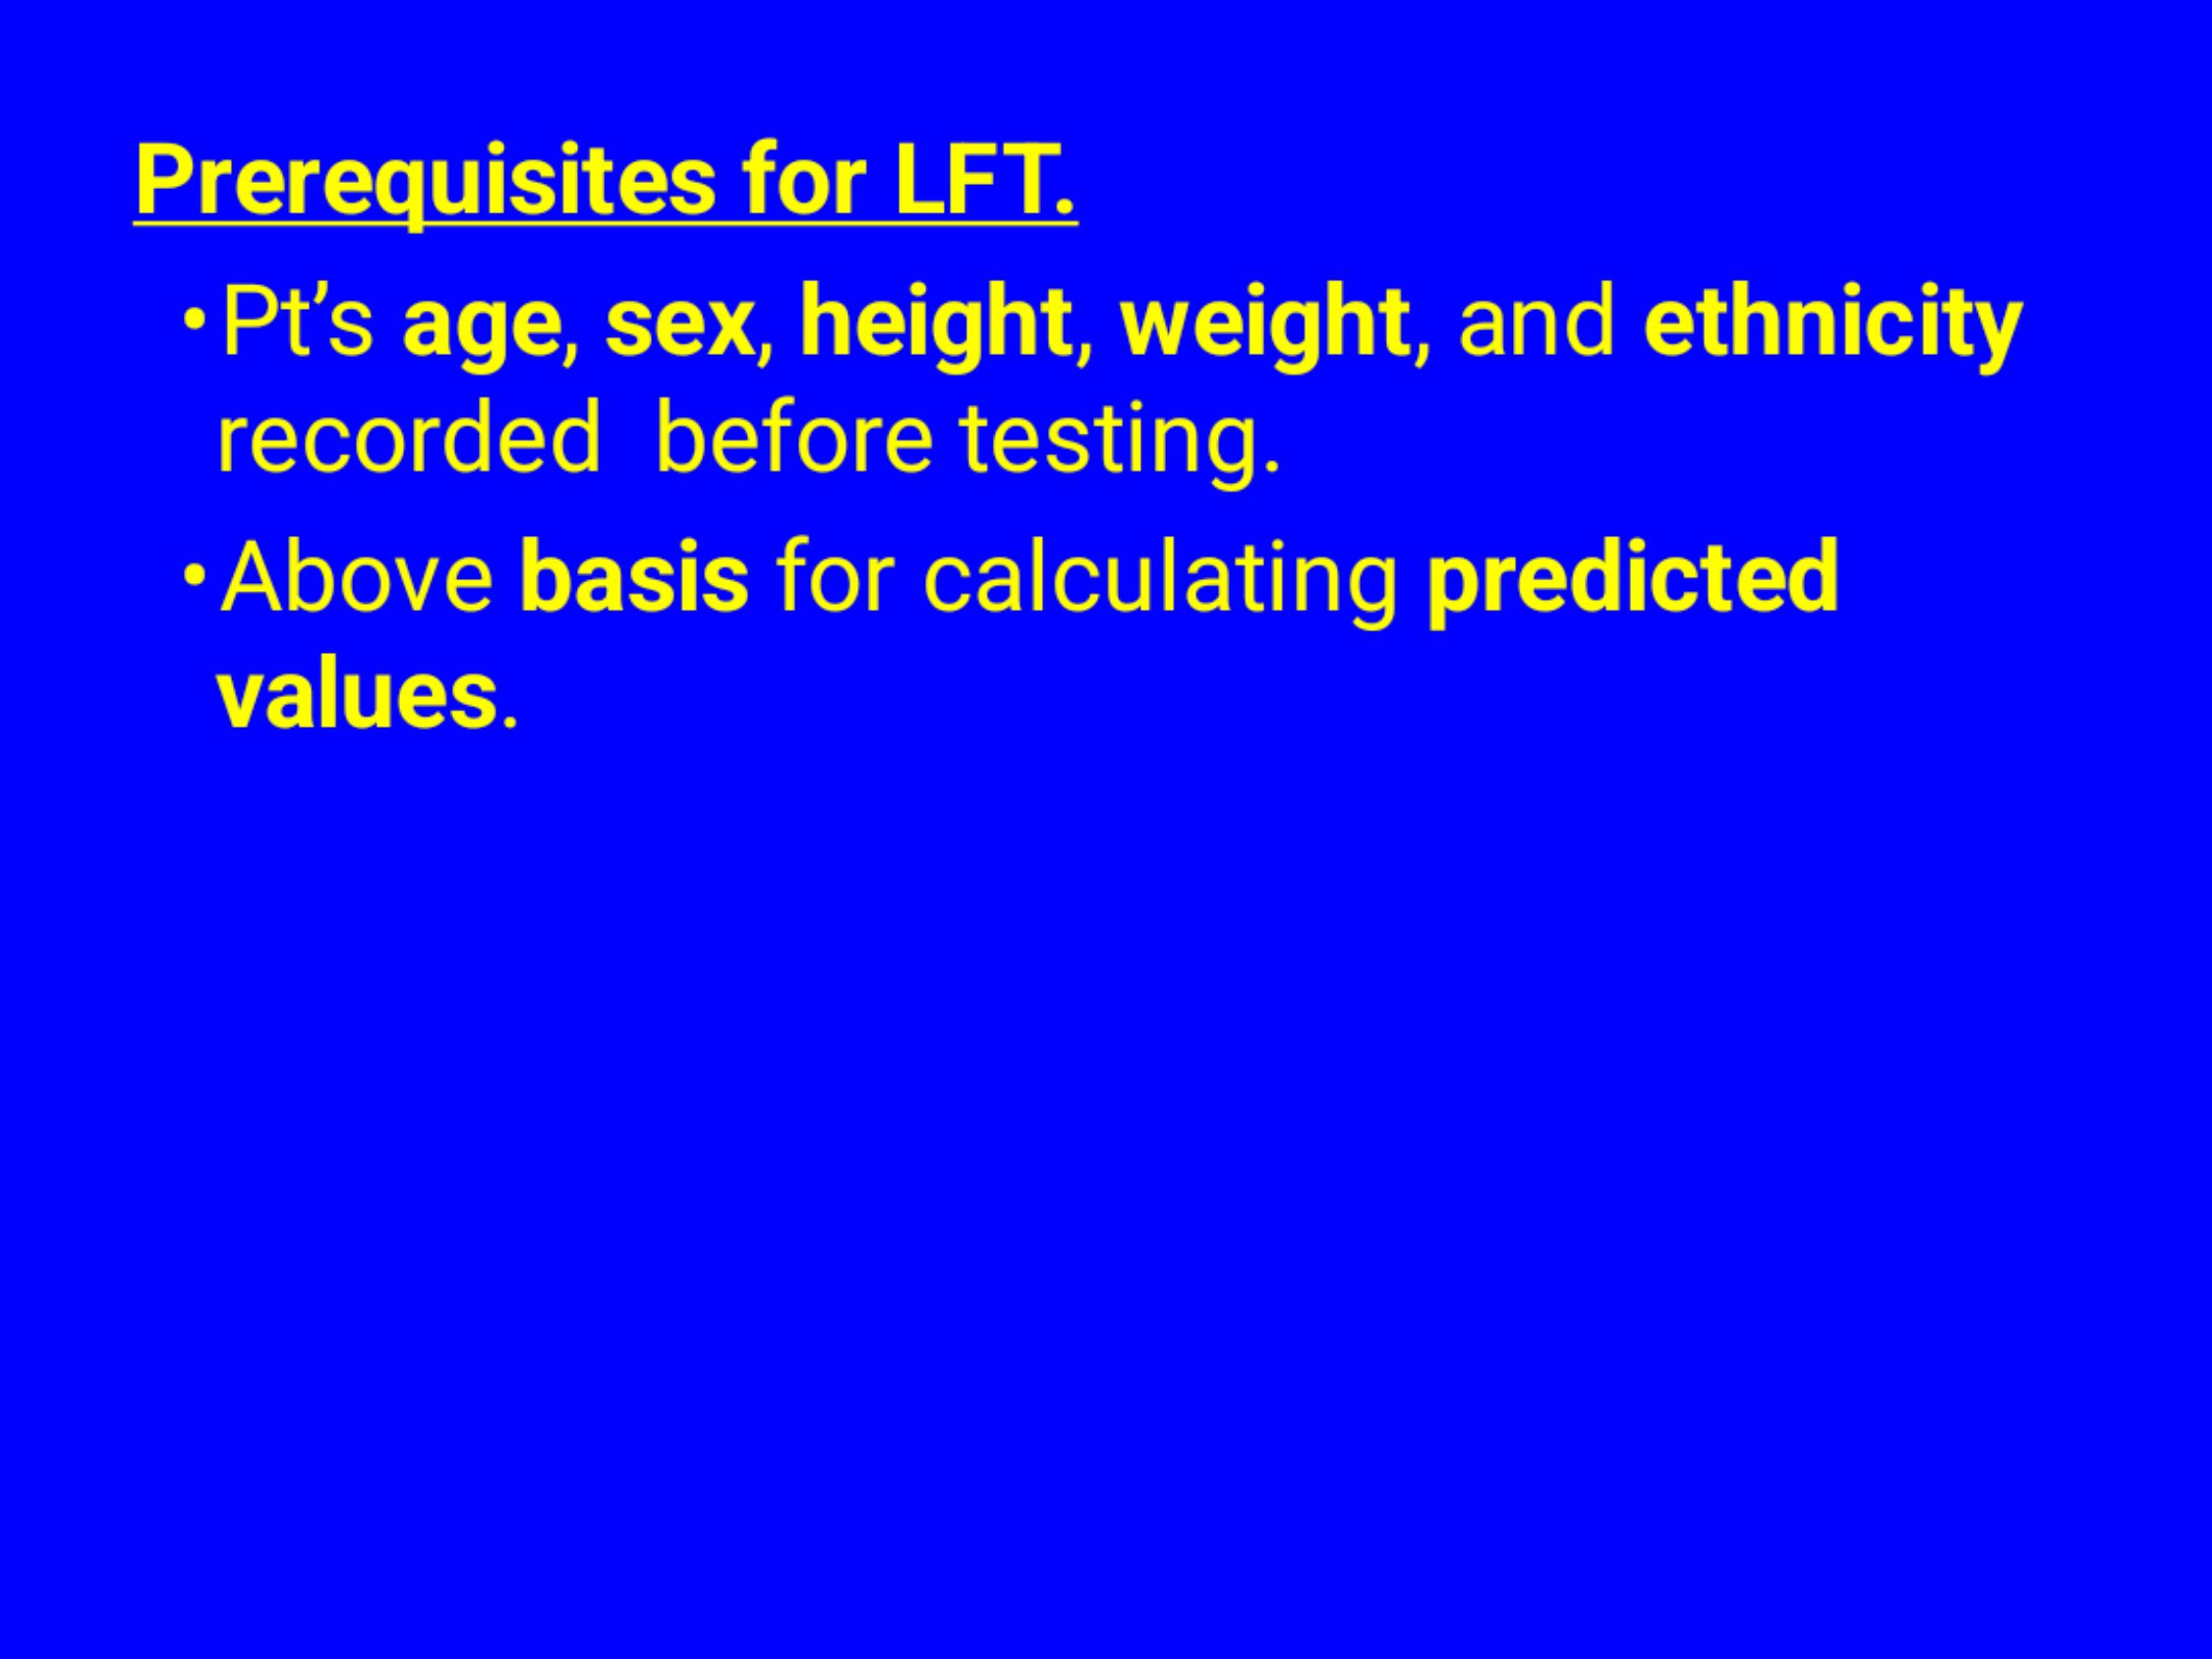 Prerequisites for LFT.
•Pt’s age, sex, height, weight, and ethnicity
recorded  before testing.
•Above basis for calculating predicted
values.